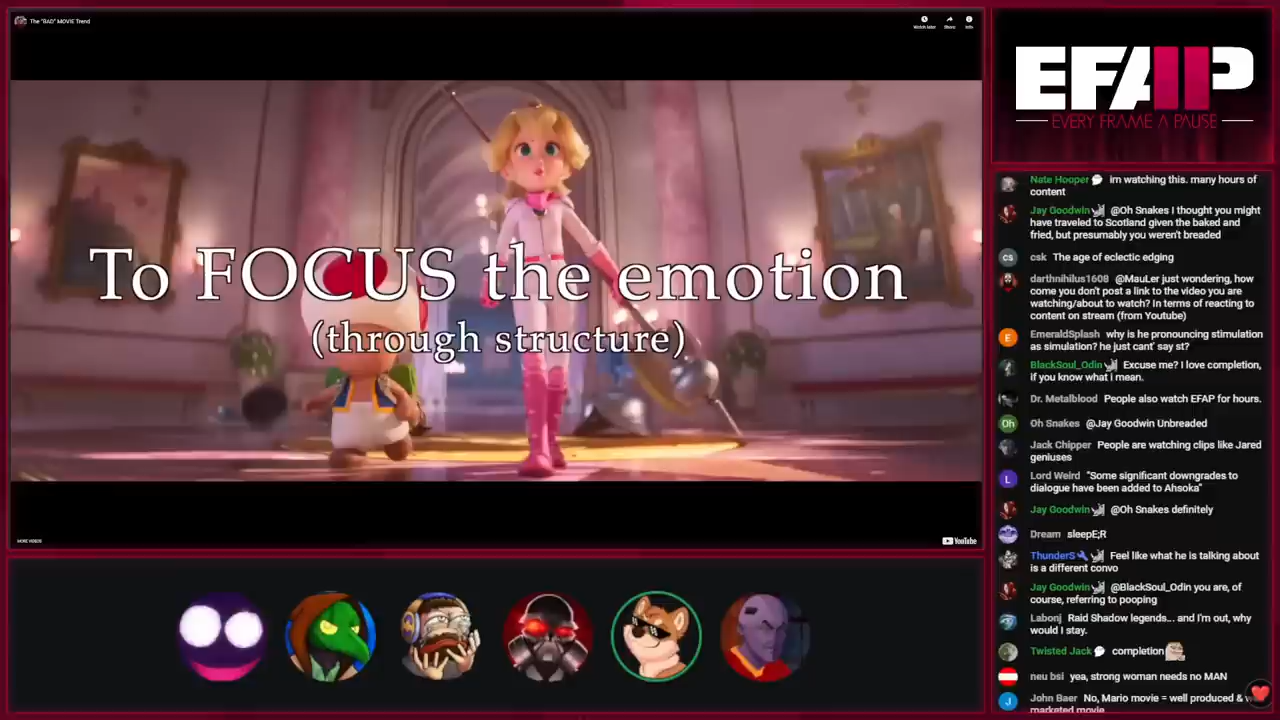 The "BAD" MOVIE Trend
Watch later
Share
Info
To FOCUS the emotion
(through structure)
MORE VIDEOS
YouTube
EFAP
EVERY FRAME A PAUSE
Nate Hooper im watching this. many hours of
content
Jay Goodwin @Oh Snakes I thought you might
have traveled to Scotland given the baked and
fried, but presumably you weren't breaded
cs csk The age of eclectic edging
darthnihilus1608 @MauLer just wondering, how
come you don't post a link to the video you are
watching/about to watch? In terms of reacting to
content on stream (from Youtube)
E EmeraldSplash why is he pronouncing stimulation
as simulation? he just cant' say st?
BlackSoul_Odin Excuse me? I love completion,
if you know what i mean.
Dr. Metalblood People also watch EFAP for hours.
Oh Oh Snakes @Jay Goodwin Unbreaded
Jack Chipper People are watching clips like Jared
geniuses
L Lord Weird "Some significant downgrades to
dialogue have been added to Ahsoka"
Jay Goodwin @Oh Snakes definitely
Dream sleepE;R
ThunderS Feel like what he is talking about
is a different convo
Jay Goodwin @BlackSoul_Odin you are, of
course, referring to pooping
Labonj Raid Shadow legends... and I'm out, why
would I stay.
Twisted Jack completion
neu bsi yea, strong woman needs no MAN
J John Baer No, Mario movie = well produced &
marketed movie